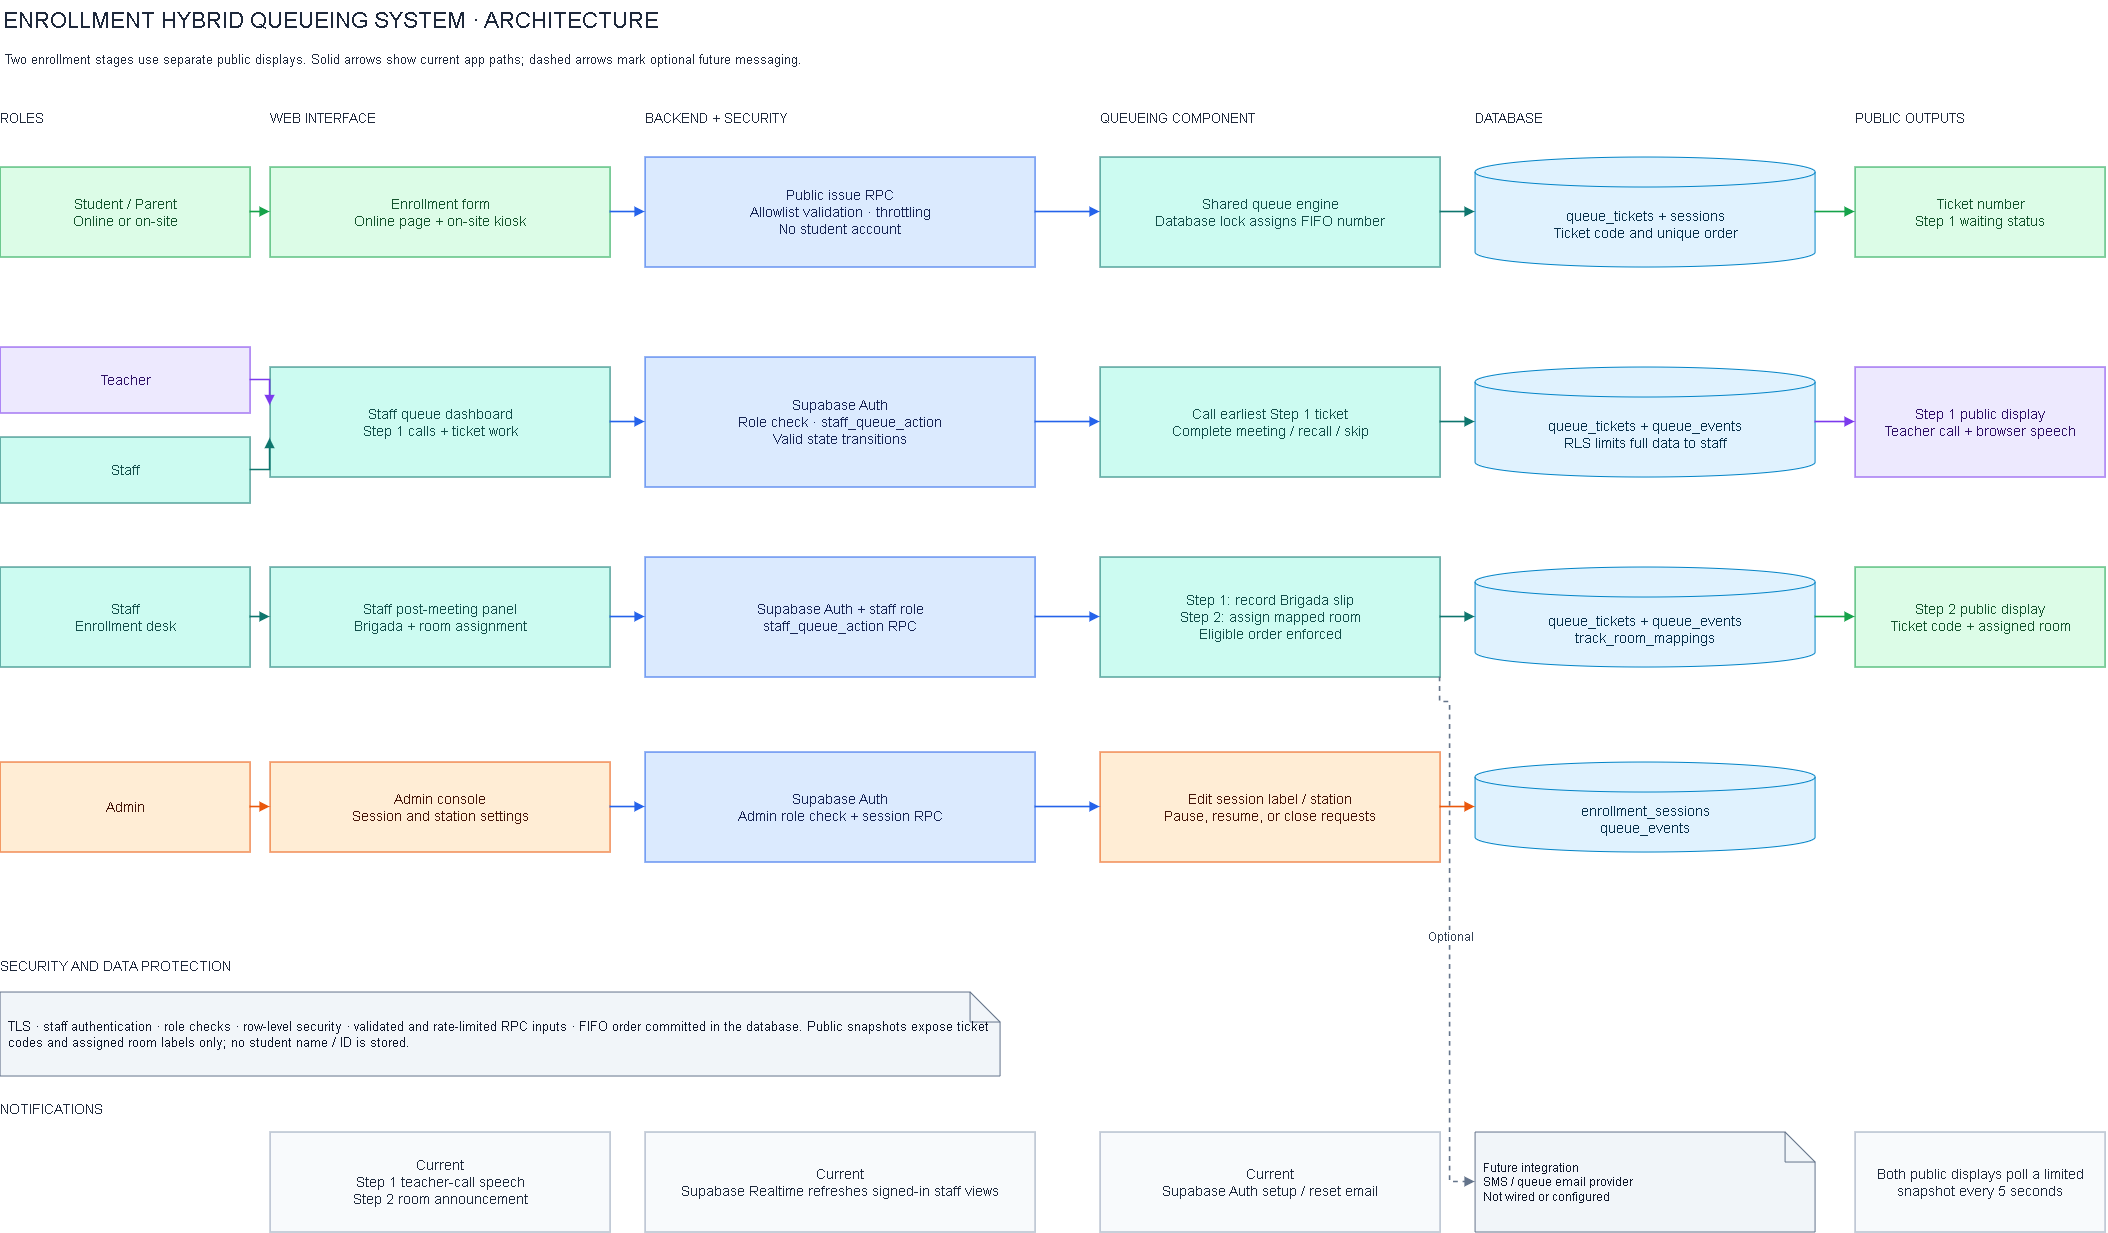 ENROLLMENT HYBRID QUEUEING SYSTEM · ARCHITECTURE
Two enrollment stages use separate public displays. Solid arrows show current app paths; dashed arrows mark optional future messaging.
ROLES
WEB INTERFACE
BACKEND + SECURITY
QUEUEING COMPONENT
DATABASE
PUBLIC OUTPUTS
Student / Parent
Online or on-site
Enrollment form
Online page + on-site kiosk
Public issue RPC
Allowlist validation · throttling
No student account
Shared queue engine
Database lock assigns FIFO number
queue_tickets + sessions
Ticket code and unique order
Ticket number
Step 1 waiting status
Teacher
Staff
Staff queue dashboard
Step 1 calls + ticket work
Supabase Auth
Role check · staff_queue_action
Valid state transitions
Call earliest Step 1 ticket
Complete meeting / recall / skip
queue_tickets + queue_events
RLS limits full data to staff
Step 1 public display
Teacher call + browser speech
Staff
Enrollment desk
Staff post-meeting panel
Brigada + room assignment
Supabase Auth + staff role
staff_queue_action RPC
Step 1: record Brigada slip
Step 2: assign mapped room
Eligible order enforced
queue_tickets + queue_events
track_room_mappings
Step 2 public display
Ticket code + assigned room
Admin
Admin console
Session and station settings
Supabase Auth
Admin role check + session RPC
Edit session label / station
Pause, resume, or close requests
enrollment_sessions
queue_events
Optional
SECURITY AND DATA PROTECTION
TLS · staff authentication · role checks · row-level security · validated and rate-limited RPC inputs · FIFO order committed in the database. Public snapshots expose ticket
codes and assigned room labels only; no student name / ID is stored.
NOTIFICATIONS
Current
Step 1 teacher-call speech
Step 2 room announcement
Current
Supabase Realtime refreshes signed-in staff views
Current
Supabase Auth setup / reset email
Future integration
SMS / queue email provider
Not wired or configured
Both public displays poll a limited
snapshot every 5 seconds